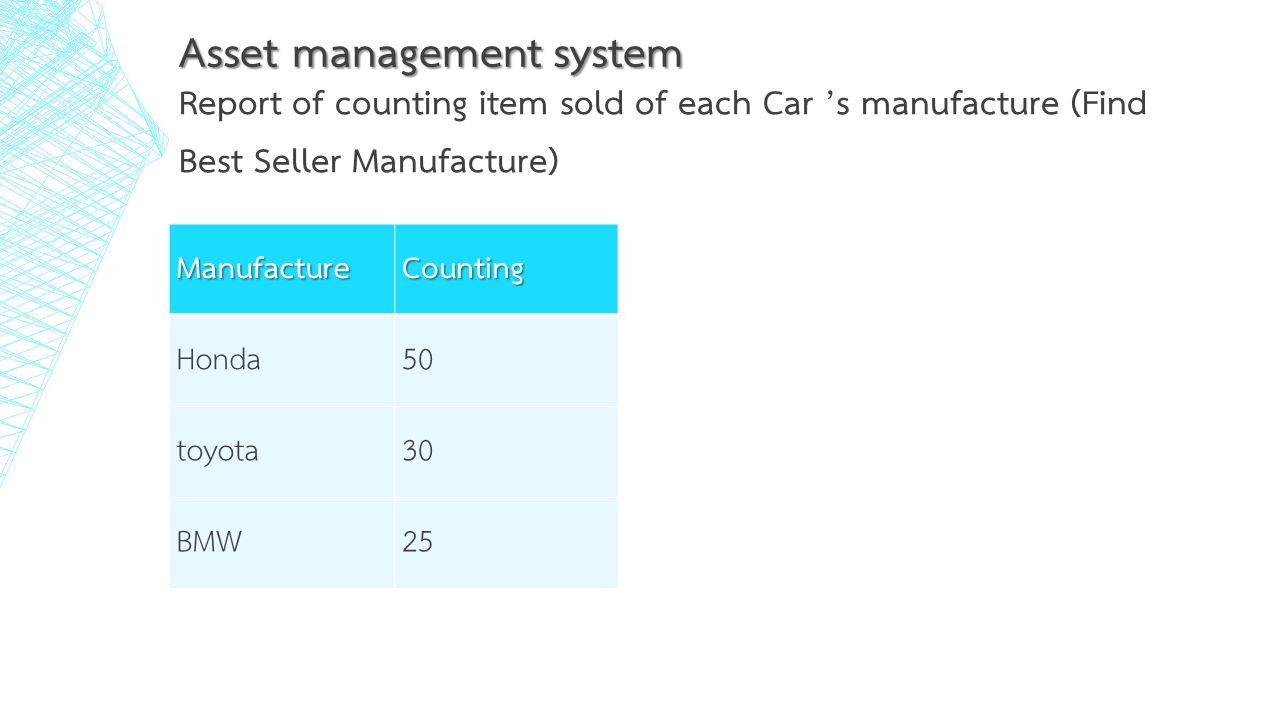 Asset management system
Report of counting item sold of each Car ’s manufacture (Find
Best Seller Manufacture)
Manufacture Counting
Honda 50
toyota 30
BMW 25